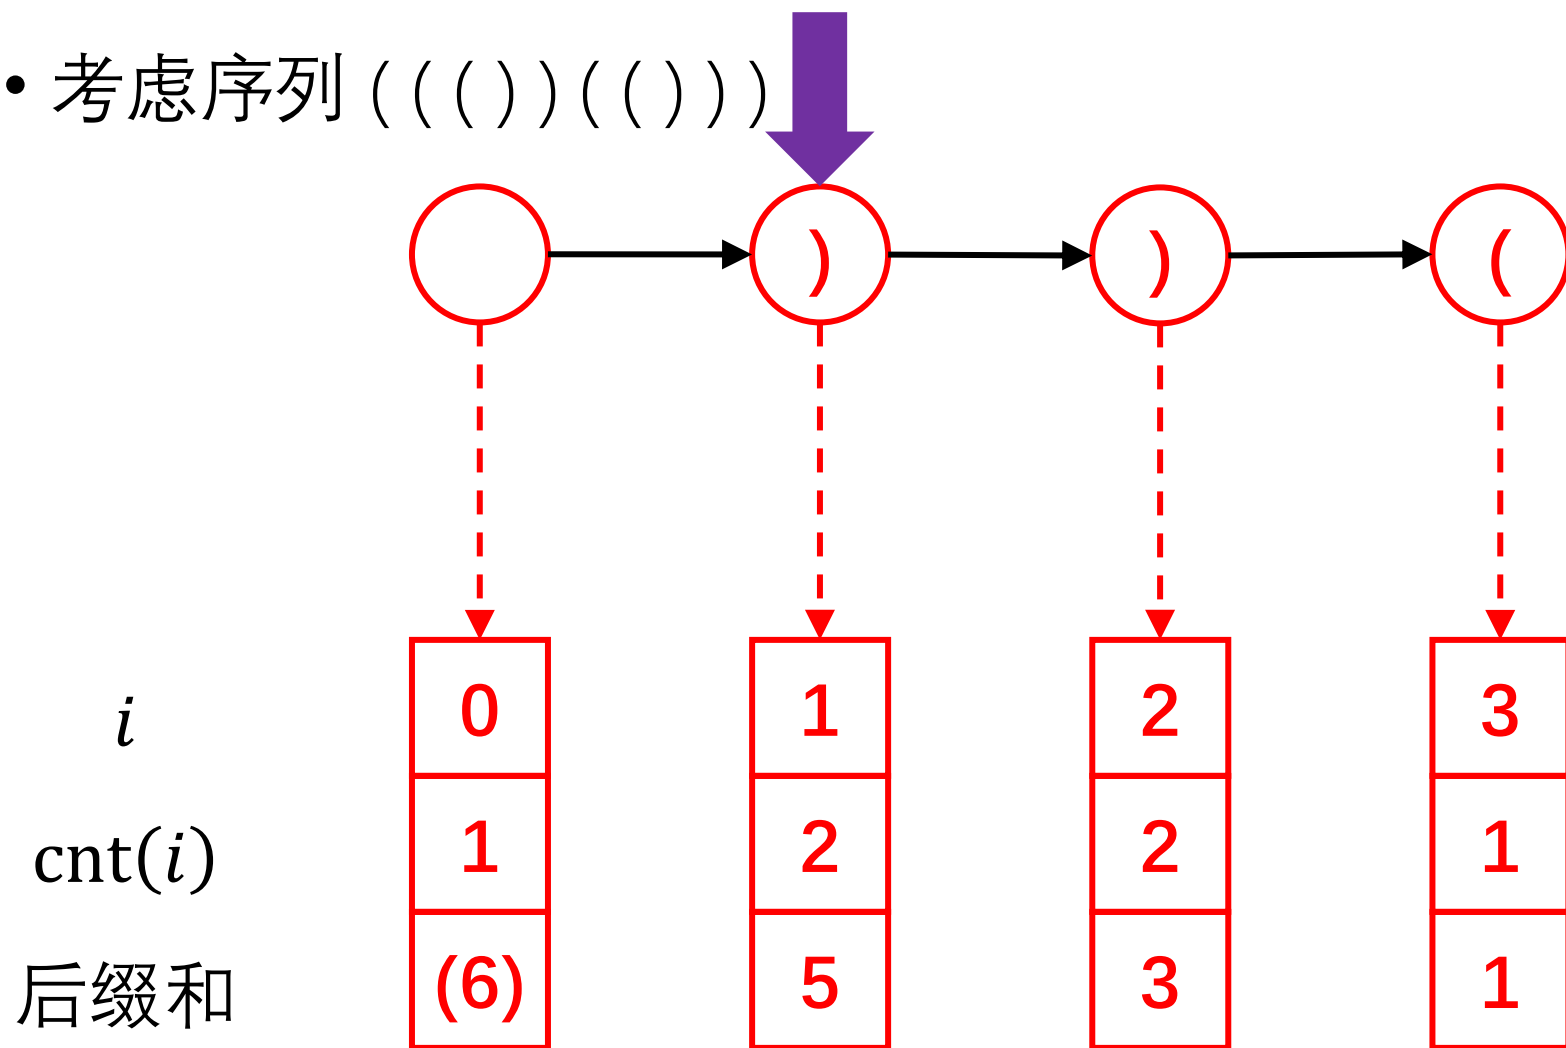 • 考虑序列 ( ( ( ) ) ( ( ) ) )
) ) (
i 0 1 2 3
cnt(i) 1 2 2 1
后缀和 (6) 5 3 1